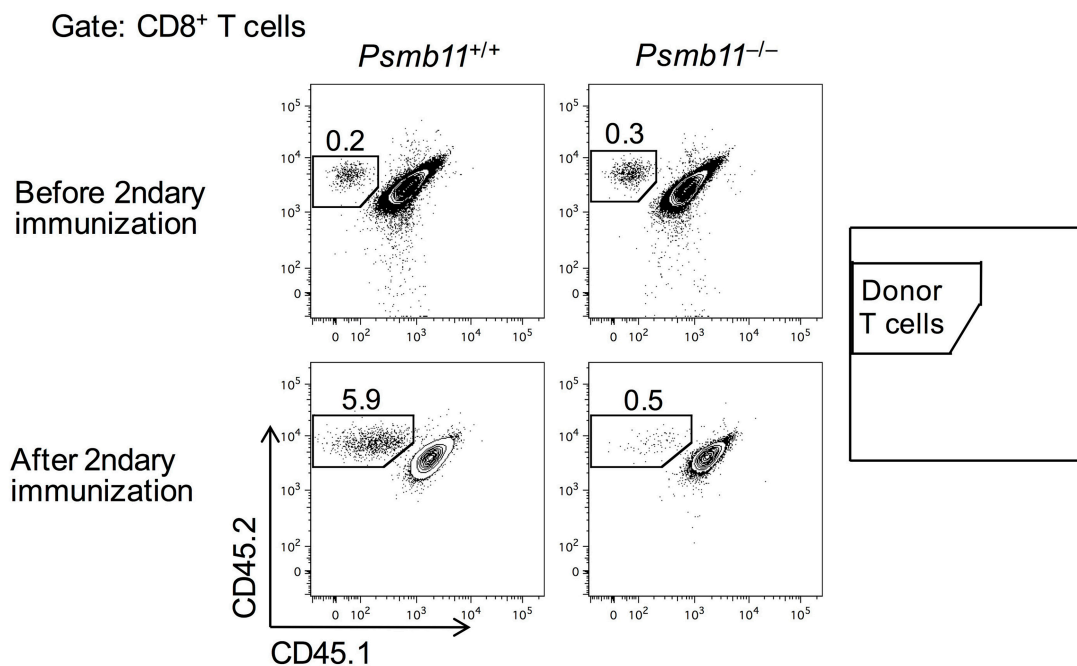 Gate: CD8⁺ T cells
Psmb11⁺/⁺
Psmb11⁻/⁻
Before 2ndary
immunization
10⁵
10⁴
10³
10²
0
0.2
0 10² 10³ 10⁴ 10⁵
10⁵
10⁴
10³
10²
0
0.3
0 10² 10³ 10⁴ 10⁵
Donor
T cells
After 2ndary
immunization
10⁵
10⁴
10³
10²
0
5.9
0 10² 10³ 10⁴ 10⁵
10⁵
10⁴
10³
10²
0
0.5
0 10² 10³ 10⁴ 10⁵
CD45.2
CD45.1